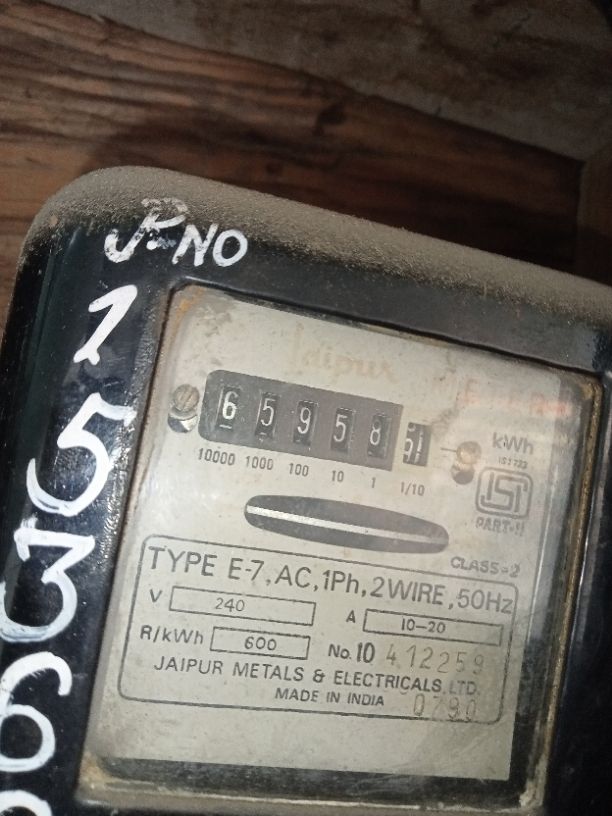 J.P.NO
1
5
3
6
Jaipur
6 5 9 5 8
10000 1000 100 10 1 1/10
kWh
IS:722
ISI
PART-II
CLASS-2
TYPE E-7, AC, 1Ph, 2WIRE, 50Hz
V 240 A 10-20
R/kWh 600 No. 10 412259
JAIPUR METALS & ELECTRICALS, LTD.
MADE IN INDIA 0790